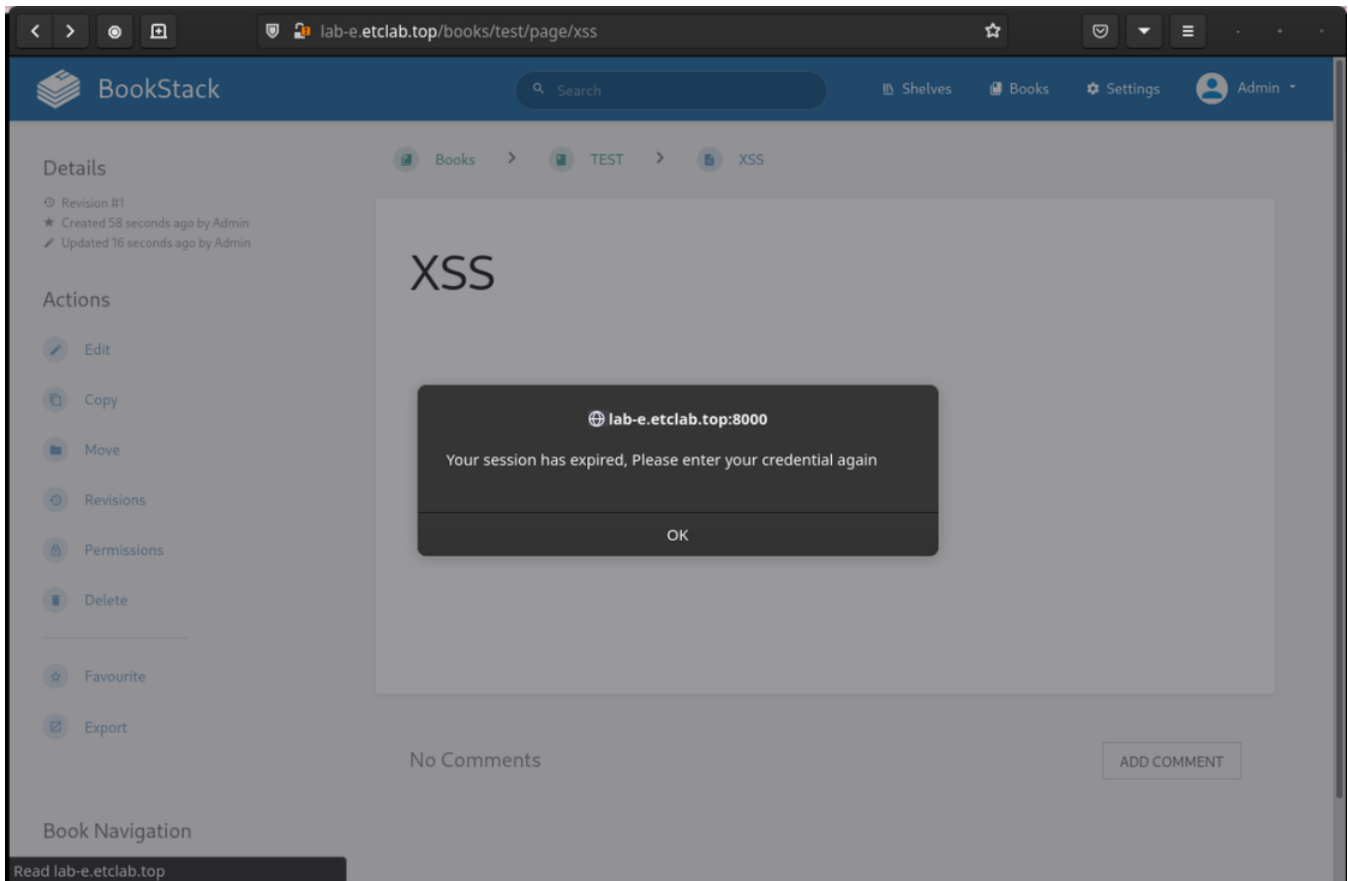 lab-e.etclab.top/books/test/page/xss
BookStack
Search
Shelves
Books
Settings
Admin
Details
Revision #1
Created 58 seconds ago by Admin
Updated 16 seconds ago by Admin
Actions
Edit
Copy
Move
Revisions
Permissions
Delete
Favourite
Export
Book Navigation
Books > TEST > XSS
XSS
lab-e.etclab.top:8000
Your session has expired, Please enter your credential again
OK
No Comments
ADD COMMENT
Read lab-e.etclab.top